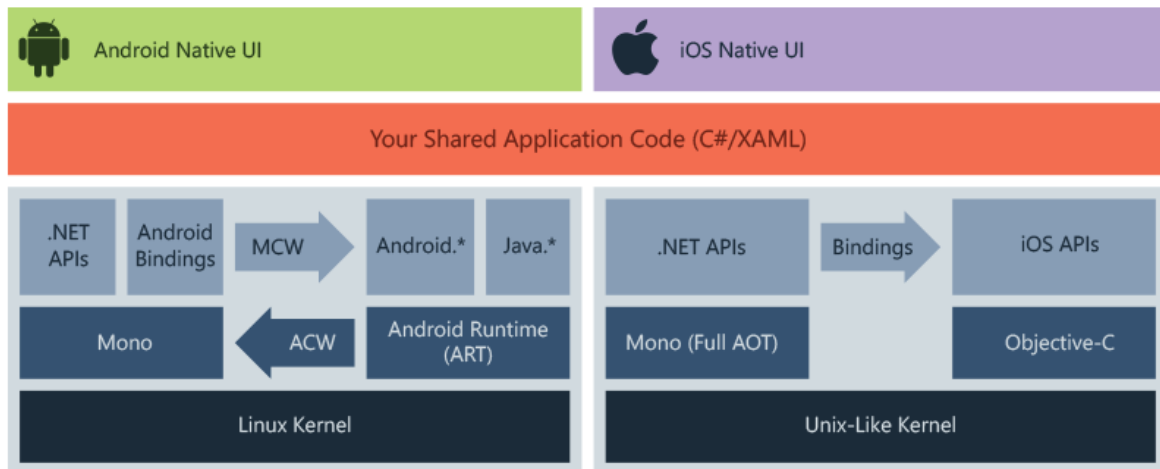 Android Native UI
iOS Native UI
Your Shared Application Code (C#/XAML)
.NET
APIs
Android
Bindings
MCW
Android.*
Java.*
Mono
ACW
Android Runtime
(ART)
Linux Kernel
.NET APIs
Bindings
iOS APIs
Mono (Full AOT)
Objective-C
Unix-Like Kernel